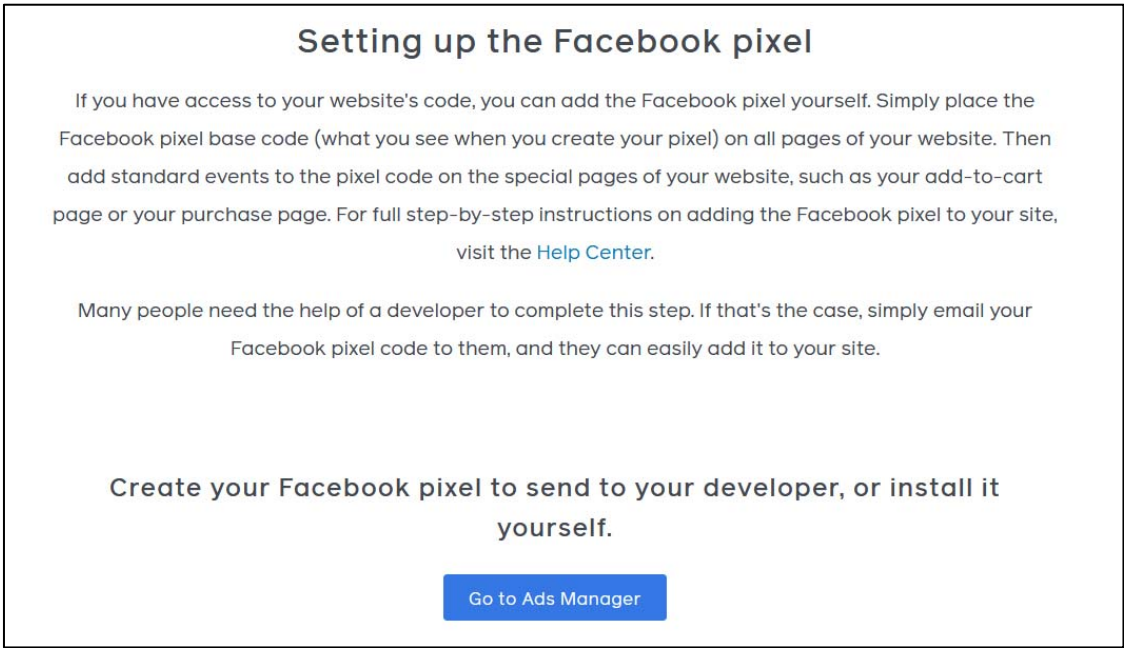 Setting up the Facebook pixel
If you have access to your website's code, you can add the Facebook pixel yourself. Simply place the
Facebook pixel base code (what you see when you create your pixel) on all pages of your website. Then
add standard events to the pixel code on the special pages of your website, such as your add-to-cart
page or your purchase page. For full step-by-step instructions on adding the Facebook pixel to your site,
visit the Help Center.
Many people need the help of a developer to complete this step. If that's the case, simply email your
Facebook pixel code to them, and they can easily add it to your site.
Create your Facebook pixel to send to your developer, or install it
yourself.
Go to Ads Manager